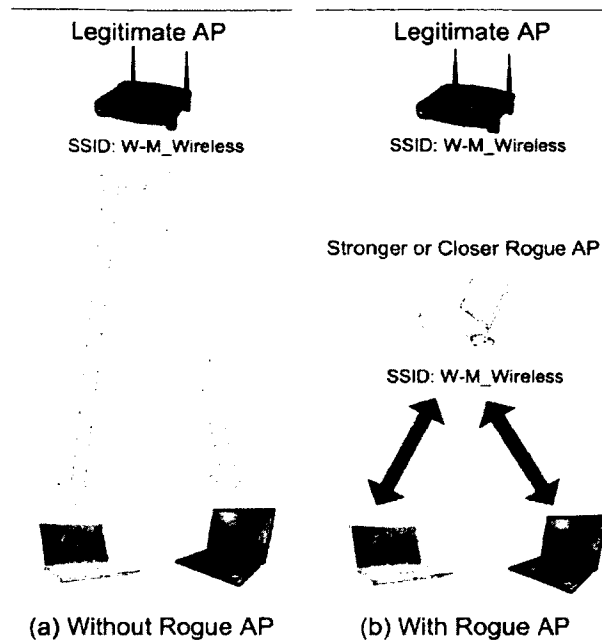 Legitimate AP
SSID: W-M_Wireless
(a) Without Rogue AP
Legitimate AP
SSID: W-M_Wireless
Stronger or Closer Rogue AP
SSID: W-M_Wireless
(b) With Rogue AP